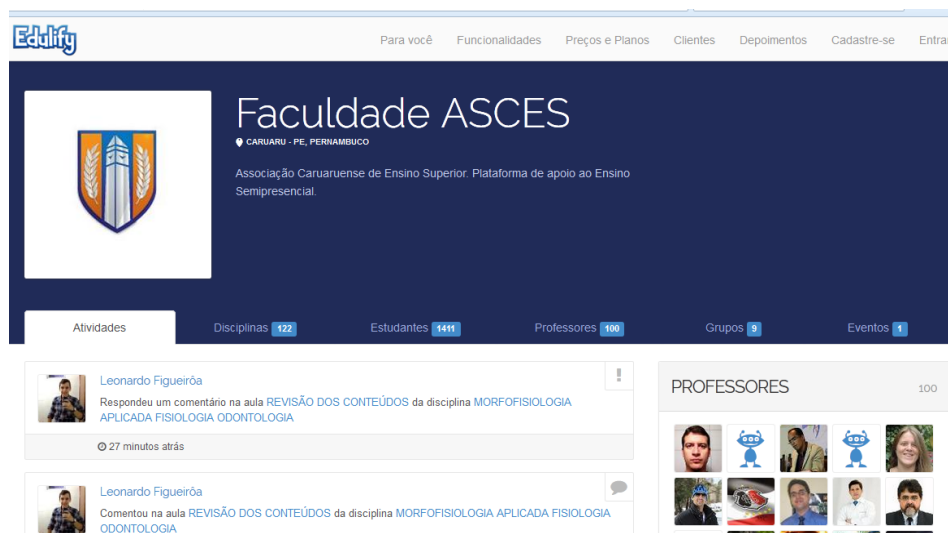 Edulify
Para você Funcionalidades Preços e Planos Clientes Depoimentos Cadastre-se Entrar
Faculdade ASCES
CARUARU - PE, PERNAMBUCO
Associação Caruaruense de Ensino Superior. Plataforma de apoio ao Ensino
Semipresencial.
Atividades Disciplinas 122 Estudantes 1411 Professores 100 Grupos 9 Eventos 1
Leonardo Figueirôa
Respondeu um comentário na aula REVISÃO DOS CONTEÚDOS da disciplina MORFOFISIOLOGIA
APLICADA FISIOLOGIA ODONTOLOGIA
27 minutos atrás
Leonardo Figueirôa
Comentou na aula REVISÃO DOS CONTEÚDOS da disciplina MORFOFISIOLOGIA APLICADA FISIOLOGIA
ODONTOLOGIA
PROFESSORES 100